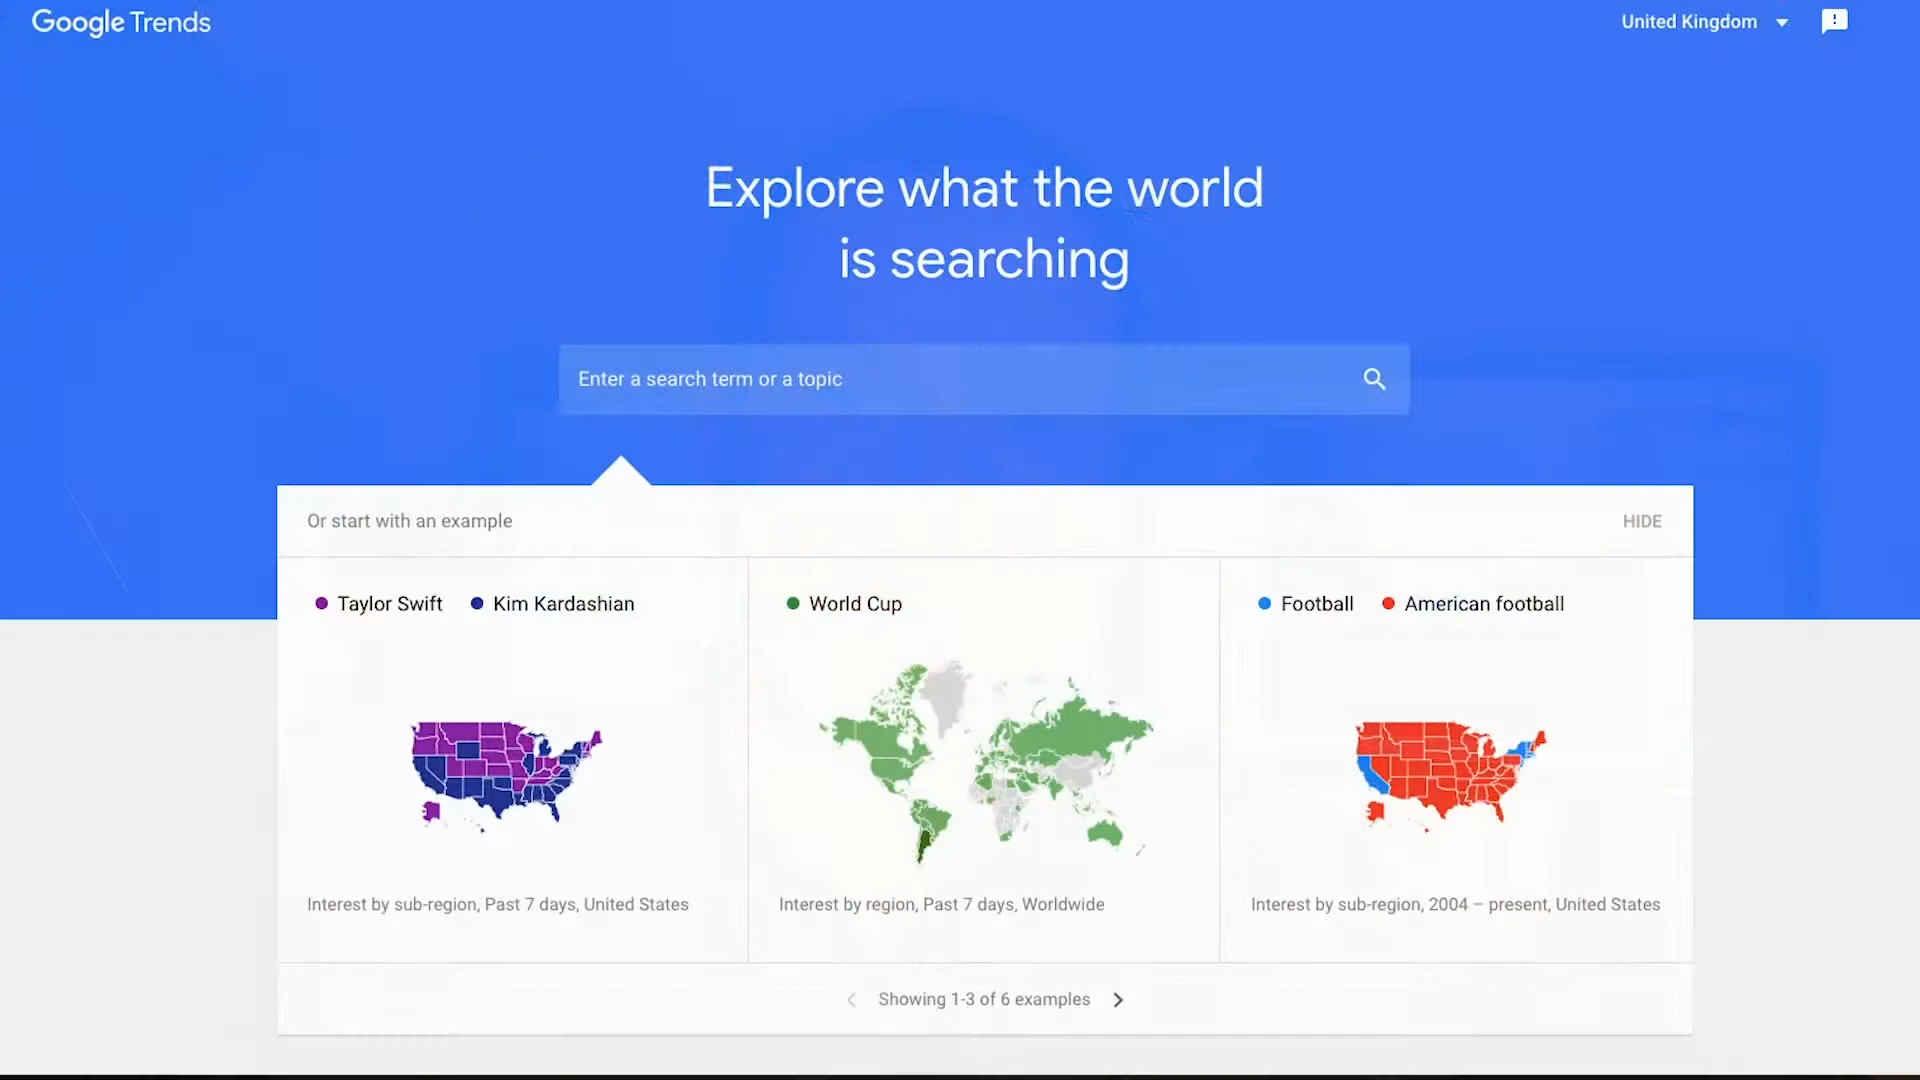 Google Trends
United Kingdom
Explore what the world
is searching
Enter a search term or a topic
Or start with an example
HIDE
Taylor Swift Kim Kardashian
World Cup
Football American football
Interest by sub-region, Past 7 days, United States
Interest by region, Past 7 days, Worldwide
Interest by sub-region, 2004 – present, United States
Showing 1-3 of 6 examples